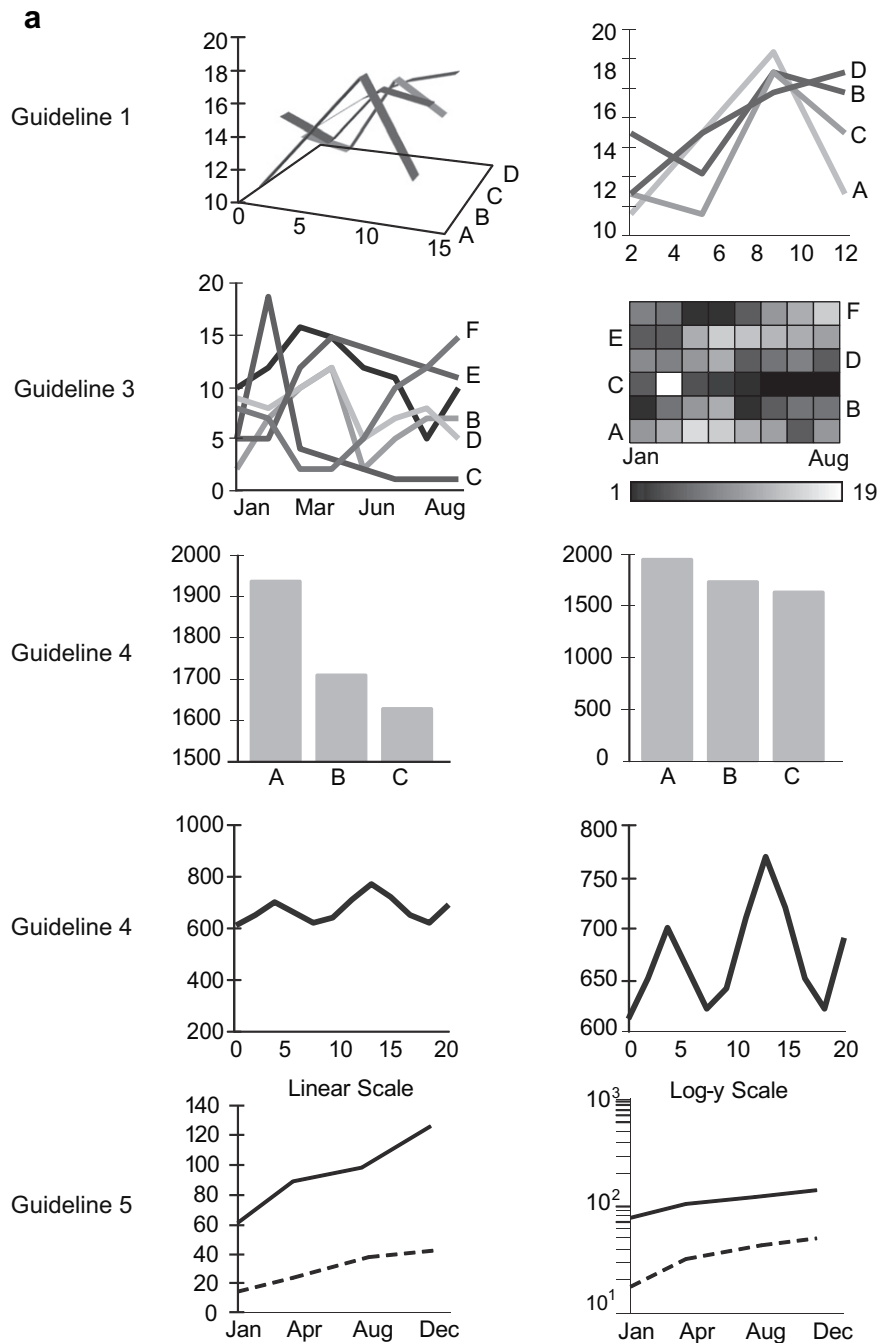 a
Guideline 1
20
18
16
14
12
10
0
5
10
15
A
B
C
D
20
18
16
14
12
10
2 4 6 8 10 12
D
B
C
A
Guideline 3
20
15
10
5
0
Jan Mar Jun Aug
F
E
B
D
C
F
E
D
C
B
A
Jan Aug
1 19
Guideline 4
2000
1900
1800
1700
1600
1500
A B C
2000
1500
1000
500
0
A B C
Guideline 4
1000
800
600
400
200
0 5 10 15 20
800
750
700
650
600
0 5 10 15 20
Guideline 5
Linear Scale
140
120
100
80
60
40
20
0
Jan Apr Aug Dec
Log-y Scale
10³
10²
10¹
Jan Apr Aug Dec